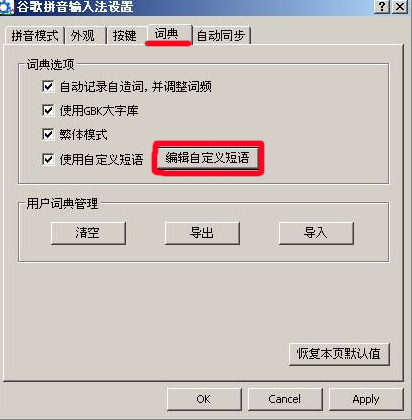 谷歌拼音输入法设置
拼音模式 外观 按键 词典 自动同步
词典选项
自动记录自造词, 并调整词频
使用GBK大字库
繁体模式
使用自定义短语 编辑自定义短语
用户词典管理
清空 导出 导入
恢复本页默认值
OK Cancel Apply